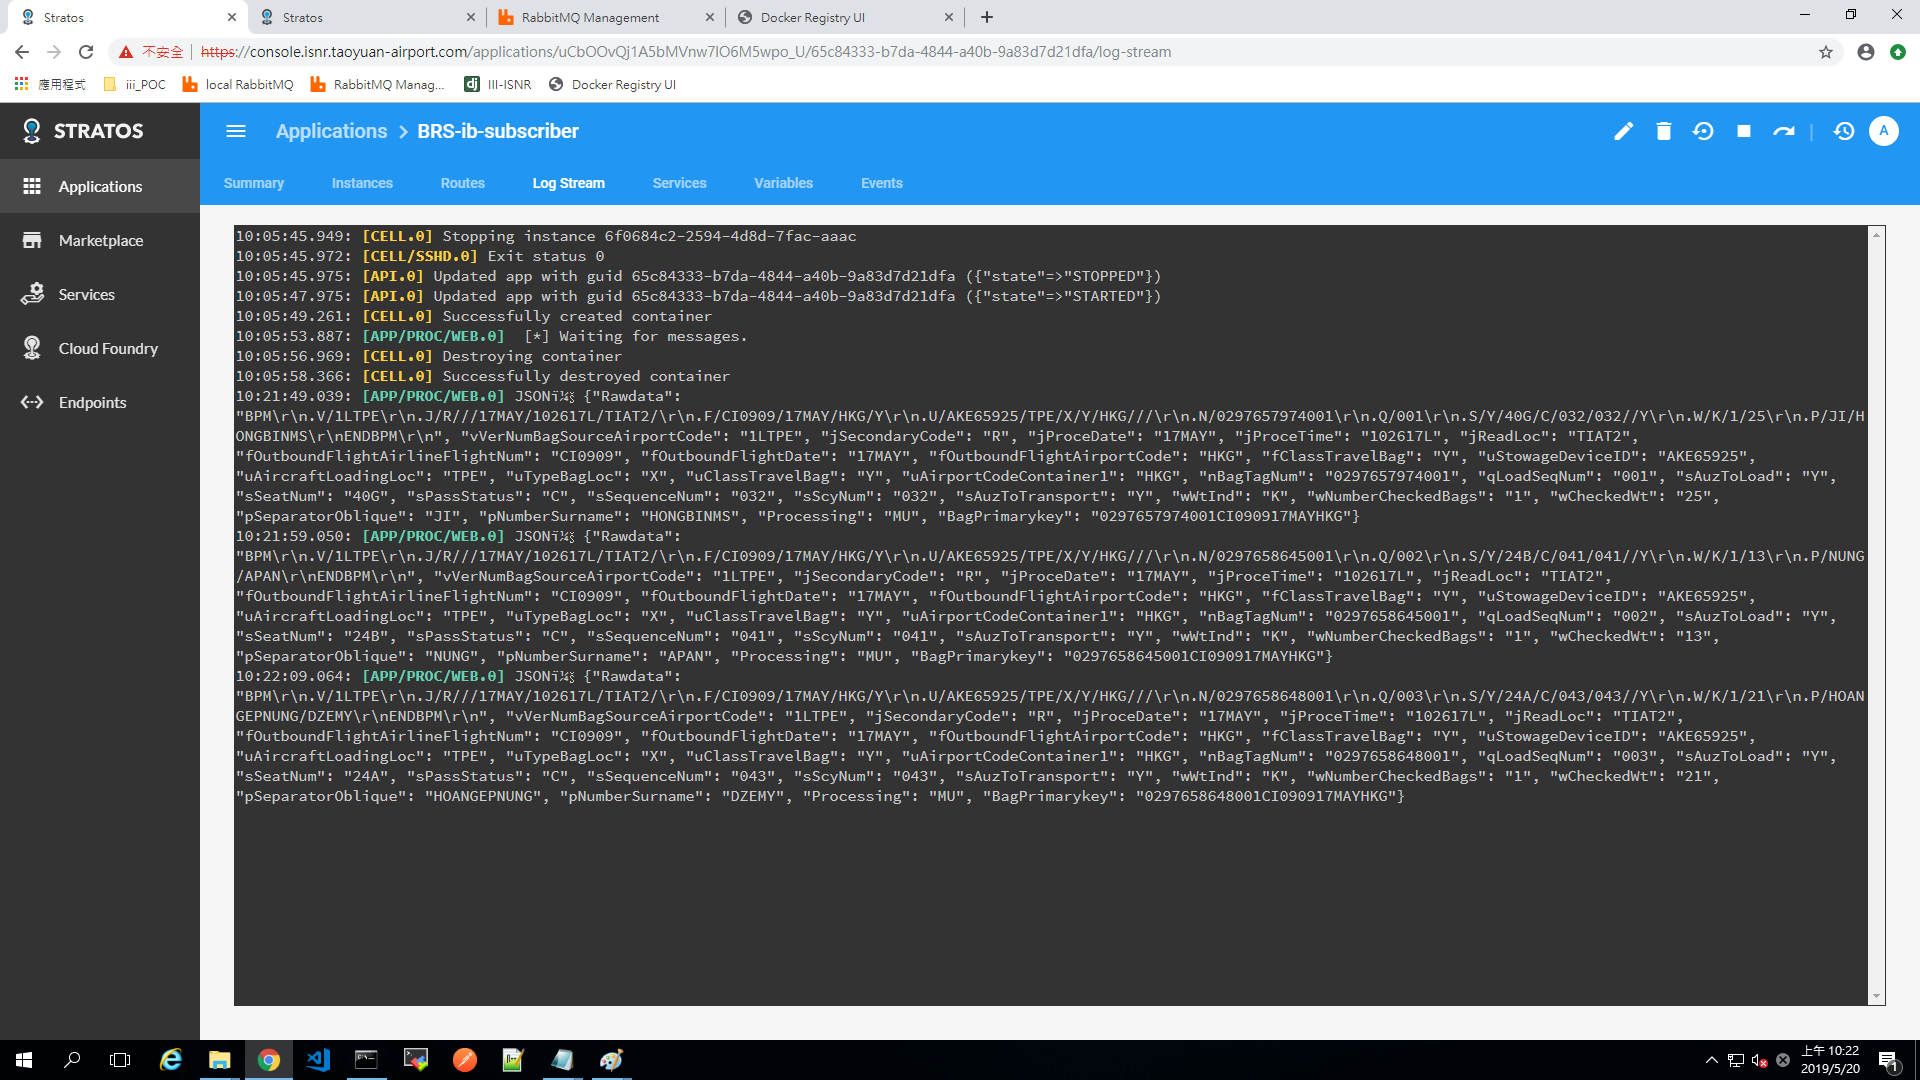 Stratos
Stratos
RabbitMQ Management
Docker Registry UI
不安全 https://console.isnr.taoyuan-airport.com/applications/uCbOOvQj1A5bMVnw7lO6M5wpo_U/65c84333-b7da-4844-a40b-9a83d7d21dfa/log-stream
應用程式 iii_POC local RabbitMQ RabbitMQ Manag... III-ISNR Docker Registry UI
STRATOS
Applications
Marketplace
Services
Cloud Foundry
Endpoints
Applications > BRS-ib-subscriber
A
Summary Instances Routes Log Stream Services Variables Events
10:05:45.949: [CELL.0] Stopping instance 6f0684c2-2594-4d8d-7fac-aaac
10:05:45.972: [CELL/SSHD.0] Exit status 0
10:05:45.975: [API.0] Updated app with guid 65c84333-b7da-4844-a40b-9a83d7d21dfa ({"state"=>"STOPPED"})
10:05:47.975: [API.0] Updated app with guid 65c84333-b7da-4844-a40b-9a83d7d21dfa ({"state"=>"STARTED"})
10:05:49.261: [CELL.0] Successfully created container
10:05:53.887: [APP/PROC/WEB.0]  [*] Waiting for messages.
10:05:56.969: [CELL.0] Destroying container
10:05:58.366: [CELL.0] Successfully destroyed container
10:21:49.039: [APP/PROC/WEB.0] JSON {"Rawdata":
"BPM\r\n.V/1LTPE\r\n.J/R///17MAY/102617L/TIAT2/\r\n.F/CI0909/17MAY/HKG/Y\r\n.U/AKE65925/TPE/X/Y/HKG///\r\n.N/0297657974001\r\n.Q/001\r\n.S/Y/40G/C/032/032//Y\r\n.W/K/1/25\r\n.P/JI/H
ONGBINMS\r\nENDBPM\r\n", "vVerNumBagSourceAirportCode": "1LTPE", "jSecondaryCode": "R", "jProceDate": "17MAY", "jProceTime": "102617L", "jReadLoc": "TIAT2",
"fOutboundFlightAirlineFlightNum": "CI0909", "fOutboundFlightDate": "17MAY", "fOutboundFlightAirportCode": "HKG", "fClassTravelBag": "Y", "uStowageDeviceID": "AKE65925",
"uAircraftLoadingLoc": "TPE", "uTypeBagLoc": "X", "uClassTravelBag": "Y", "uAirportCodeContainer1": "HKG", "nBagTagNum": "0297657974001", "qLoadSeqNum": "001", "sAuzToLoad": "Y",
"sSeatNum": "40G", "sPassStatus": "C", "sSequenceNum": "032", "sScyNum": "032", "sAuzToTransport": "Y", "wWtInd": "K", "wNumberCheckedBags": "1", "wCheckedWt": "25",
"pSeparatorOblique": "JI", "pNumberSurname": "HONGBINMS", "Processing": "MU", "BagPrimarykey": "0297657974001CI090917MAYHKG"}
10:21:59.050: [APP/PROC/WEB.0] JSON {"Rawdata":
"BPM\r\n.V/1LTPE\r\n.J/R///17MAY/102617L/TIAT2/\r\n.F/CI0909/17MAY/HKG/Y\r\n.U/AKE65925/TPE/X/Y/HKG///\r\n.N/0297658645001\r\n.Q/002\r\n.S/Y/24B/C/041/041//Y\r\n.W/K/1/13\r\n.P/NUNG
/APAN\r\nENDBPM\r\n", "vVerNumBagSourceAirportCode": "1LTPE", "jSecondaryCode": "R", "jProceDate": "17MAY", "jProceTime": "102617L", "jReadLoc": "TIAT2",
"fOutboundFlightAirlineFlightNum": "CI0909", "fOutboundFlightDate": "17MAY", "fOutboundFlightAirportCode": "HKG", "fClassTravelBag": "Y", "uStowageDeviceID": "AKE65925",
"uAircraftLoadingLoc": "TPE", "uTypeBagLoc": "X", "uClassTravelBag": "Y", "uAirportCodeContainer1": "HKG", "nBagTagNum": "0297658645001", "qLoadSeqNum": "002", "sAuzToLoad": "Y",
"sSeatNum": "24B", "sPassStatus": "C", "sSequenceNum": "041", "sScyNum": "041", "sAuzToTransport": "Y", "wWtInd": "K", "wNumberCheckedBags": "1", "wCheckedWt": "13",
"pSeparatorOblique": "NUNG", "pNumberSurname": "APAN", "Processing": "MU", "BagPrimarykey": "0297658645001CI090917MAYHKG"}
10:22:09.064: [APP/PROC/WEB.0] JSON {"Rawdata":
"BPM\r\n.V/1LTPE\r\n.J/R///17MAY/102617L/TIAT2/\r\n.F/CI0909/17MAY/HKG/Y\r\n.U/AKE65925/TPE/X/Y/HKG///\r\n.N/0297658648001\r\n.Q/003\r\n.S/Y/24A/C/043/043//Y\r\n.W/K/1/21\r\n.P/HOAN
GEPNUNG/DZEMY\r\nENDBPM\r\n", "vVerNumBagSourceAirportCode": "1LTPE", "jSecondaryCode": "R", "jProceDate": "17MAY", "jProceTime": "102617L", "jReadLoc": "TIAT2",
"fOutboundFlightAirlineFlightNum": "CI0909", "fOutboundFlightDate": "17MAY", "fOutboundFlightAirportCode": "HKG", "fClassTravelBag": "Y", "uStowageDeviceID": "AKE65925",
"uAircraftLoadingLoc": "TPE", "uTypeBagLoc": "X", "uClassTravelBag": "Y", "uAirportCodeContainer1": "HKG", "nBagTagNum": "0297658648001", "qLoadSeqNum": "003", "sAuzToLoad": "Y",
"sSeatNum": "24A", "sPassStatus": "C", "sSequenceNum": "043", "sScyNum": "043", "sAuzToTransport": "Y", "wWtInd": "K", "wNumberCheckedBags": "1", "wCheckedWt": "21",
"pSeparatorOblique": "HOANGEPNUNG", "pNumberSurname": "DZEMY", "Processing": "MU", "BagPrimarykey": "0297658648001CI090917MAYHKG"}
上午 10:22
2019/5/20
1